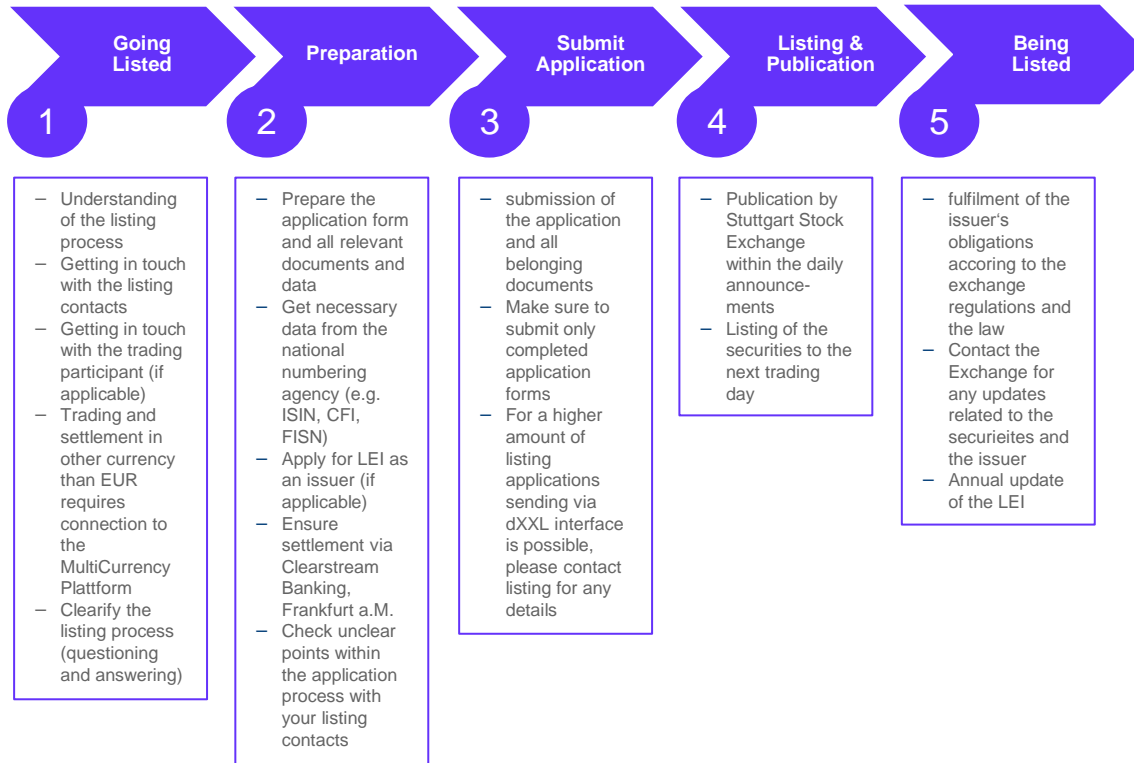 Going
Listed
1
– Understanding
of the listing
process
– Getting in touch
with the listing
contacts
– Getting in touch
with the trading
participant (if
applicable)
– Trading and
settlement in
other currency
than EUR
requires
connection to
the
MultiCurrency
Plattform
– Clearify the
listing process
(questioning
and answering)
Preparation
2
– Prepare the
application form
and all relevant
documents and
data
– Get necessary
data from the
national
numbering
agency (e.g.
ISIN, CFI,
FISN)
– Apply for LEI as
an issuer (if
applicable)
– Ensure
settlement via
Clearstream
Banking,
Frankfurt a.M.
– Check unclear
points within
the application
process with
your listing
contacts
Submit
Application
3
– submission of
the application
and all
belonging
documents
– Make sure to
submit only
completed
application
forms
– For a higher
amount of
listing
applications
sending via
dXXL interface
is possible,
please contact
listing for any
details
Listing &
Publication
4
– Publication by
Stuttgart Stock
Exchange
within the daily
announce-
ments
– Listing of the
securities to the
next trading
day
Being
Listed
5
– fulfilment of the
issuer‘s
obligations
accoring to the
exchange
regulations and
the law
– Contact the
Exchange for
any updates
related to the
securieites and
the issuer
– Annual update
of the LEI